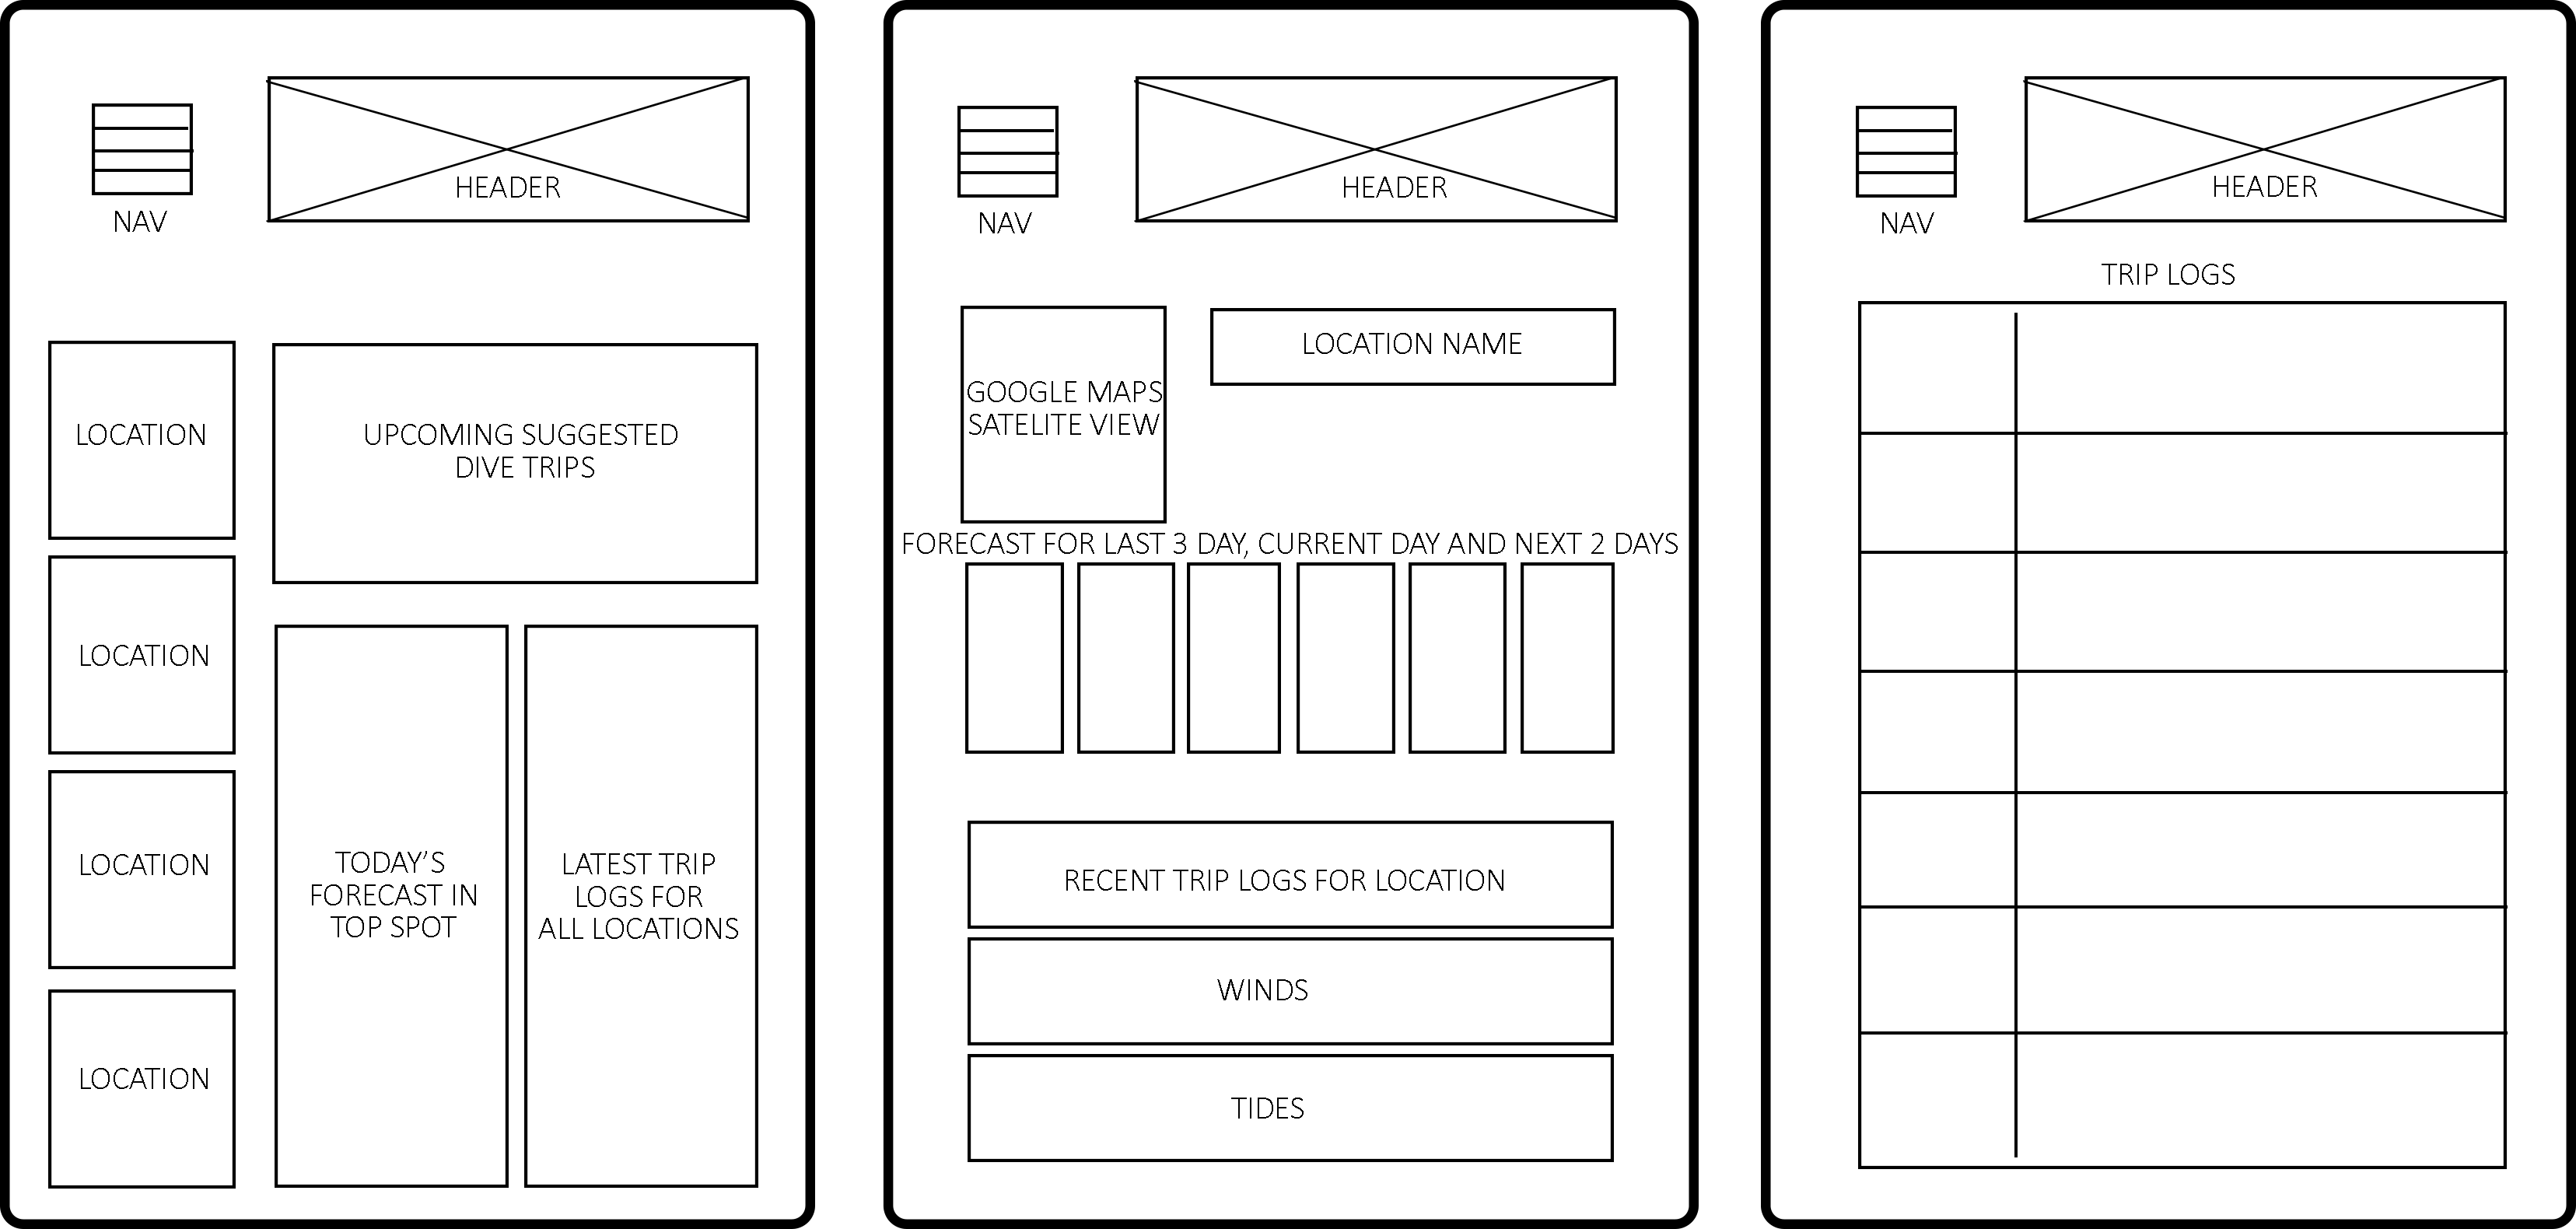 NAV
HEADER
LOCATION
LOCATION
LOCATION
LOCATION
UPCOMING SUGGESTED
DIVE TRIPS
TODAY’S
FORECAST IN
TOP SPOT
LATEST TRIP
LOGS FOR
ALL LOCATIONS
NAV
HEADER
GOOGLE MAPS
SATELITE VIEW
LOCATION NAME
FORECAST FOR LAST 3 DAY, CURRENT DAY AND NEXT 2 DAYS
RECENT TRIP LOGS FOR LOCATION
WINDS
TIDES
NAV
HEADER
TRIP LOGS